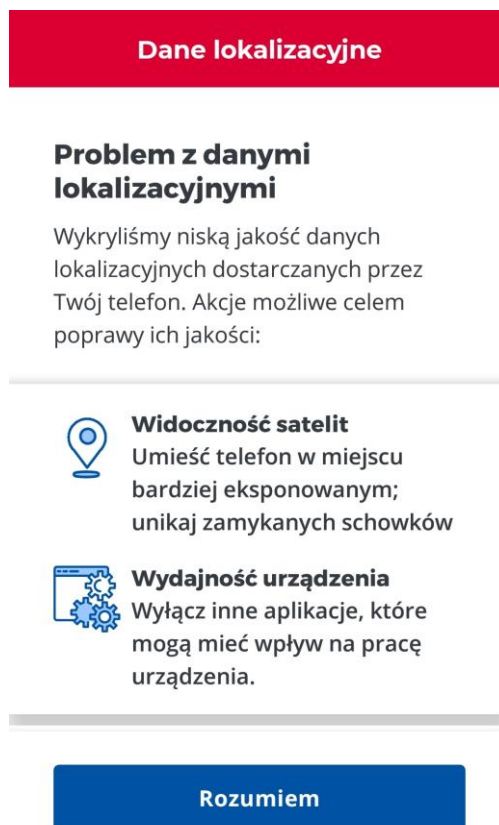 Dane lokalizacyjne
Problem z danymi
lokalizacyjnymi
Wykryliśmy niską jakość danych
lokalizacyjnych dostarczanych przez
Twój telefon. Akcje możliwe celem
poprawy ich jakości:
Widoczność satelit
Umieść telefon w miejscu
bardziej eksponowanym;
unikaj zamykanych schowków
Wydajność urządzenia
Wyłącz inne aplikacje, które
mogą mieć wpływ na pracę
urządzenia.
Rozumiem